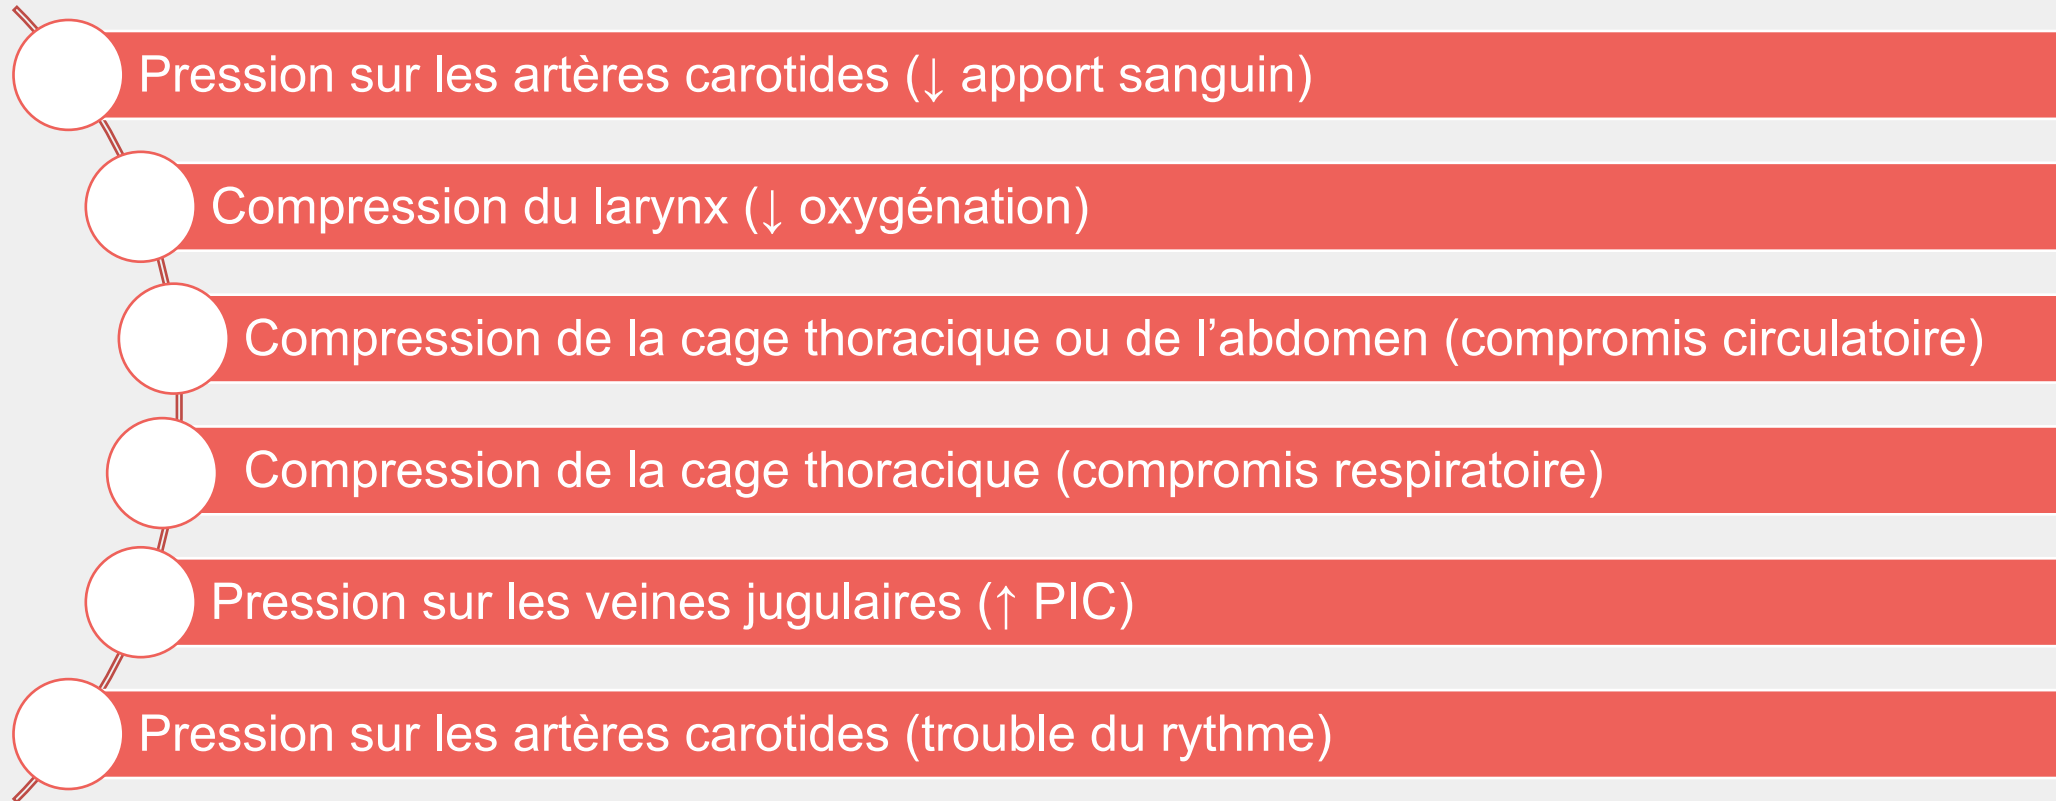 Pression sur les artères carotides (↓ apport sanguin)
Compression du larynx (↓ oxygénation)
Compression de la cage thoracique ou de l’abdomen (compromis circulatoire)
Compression de la cage thoracique (compromis respiratoire)
Pression sur les veines jugulaires (↑ PIC)
Pression sur les artères carotides (trouble du rythme)